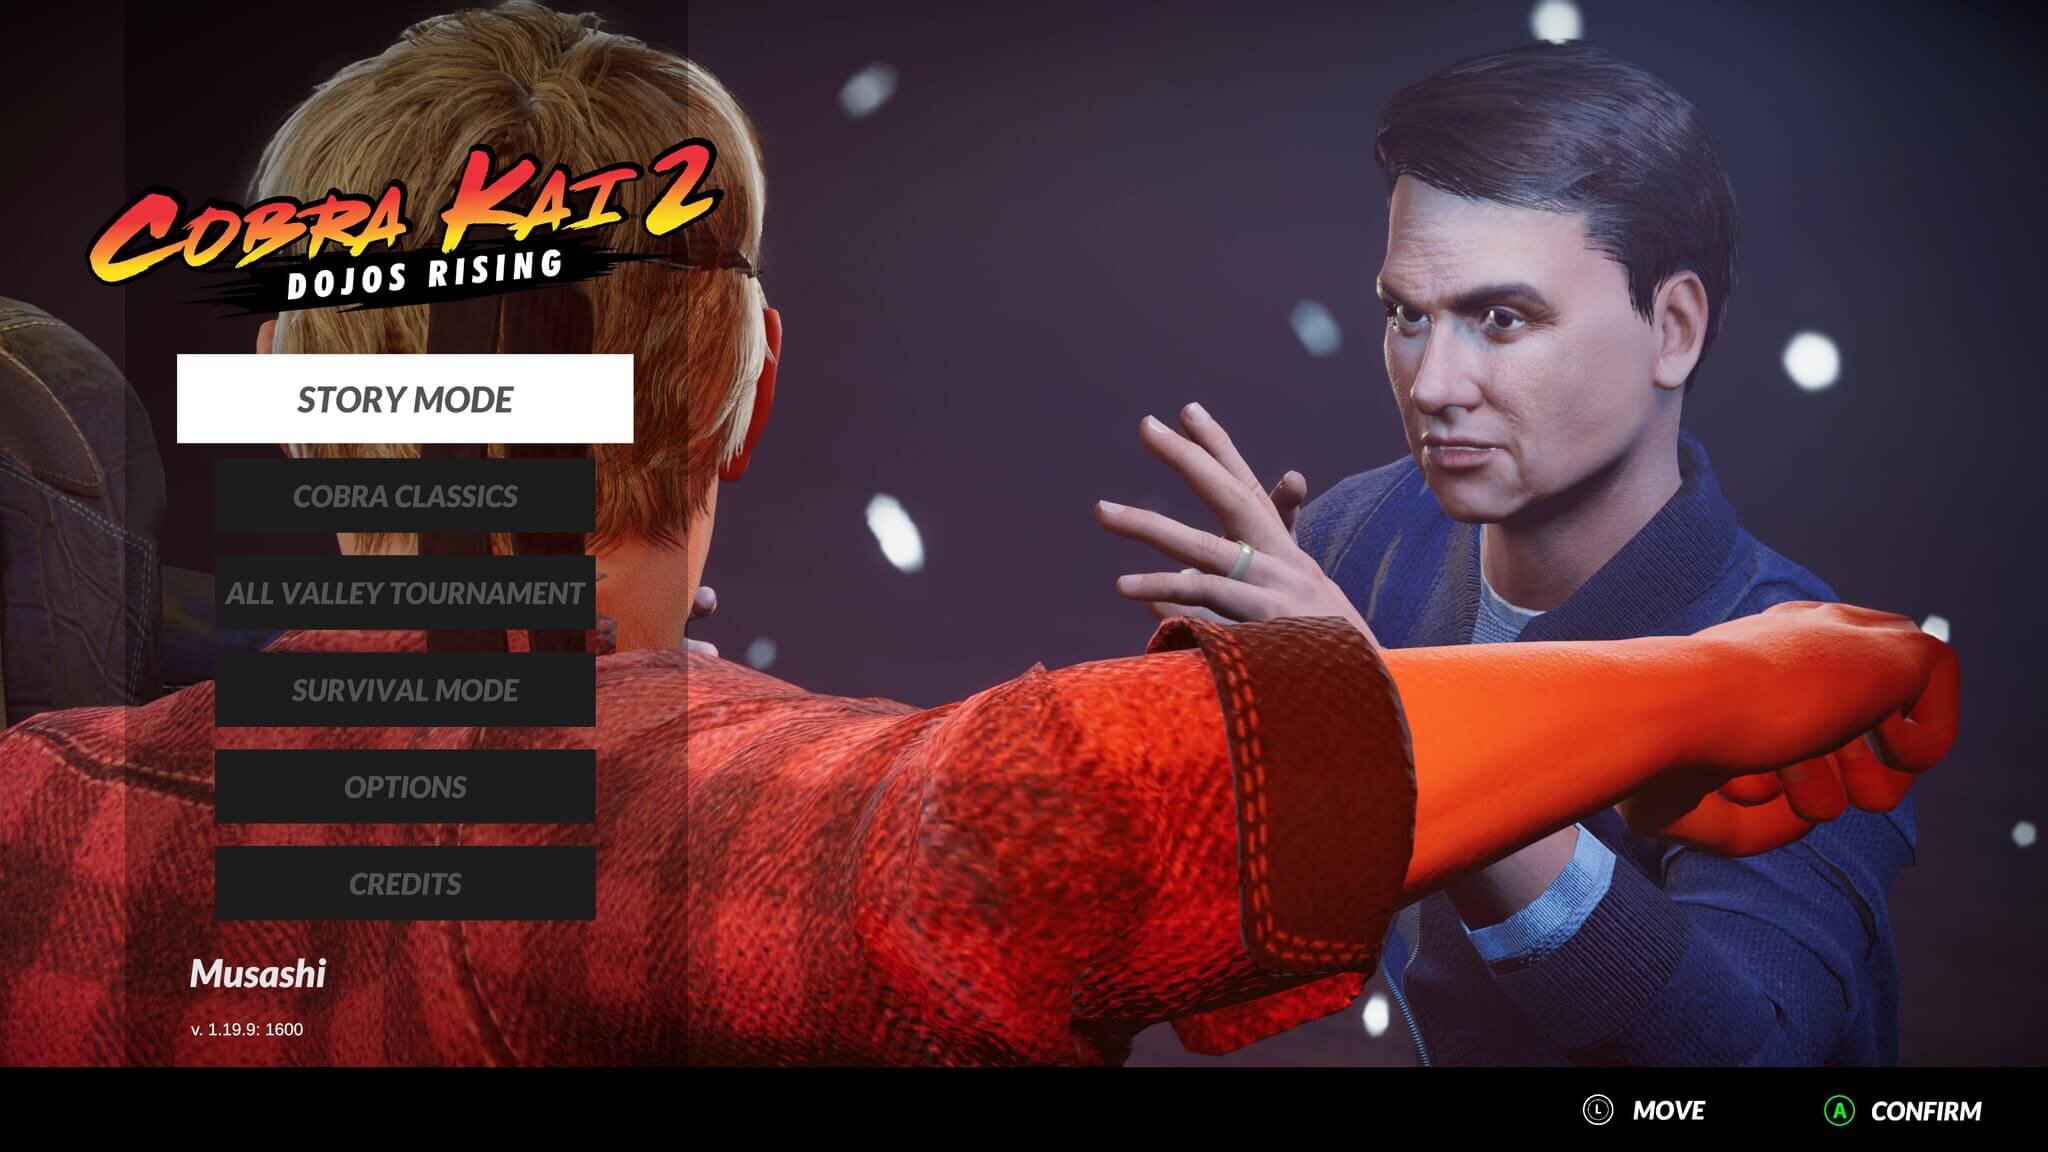 COBRA KAI 2
DOJOS RISING
STORY MODE
COBRA CLASSICS
ALL VALLEY TOURNAMENT
SURVIVAL MODE
OPTIONS
CREDITS
Musashi
v. 1.19.9: 1600
L MOVE A CONFIRM